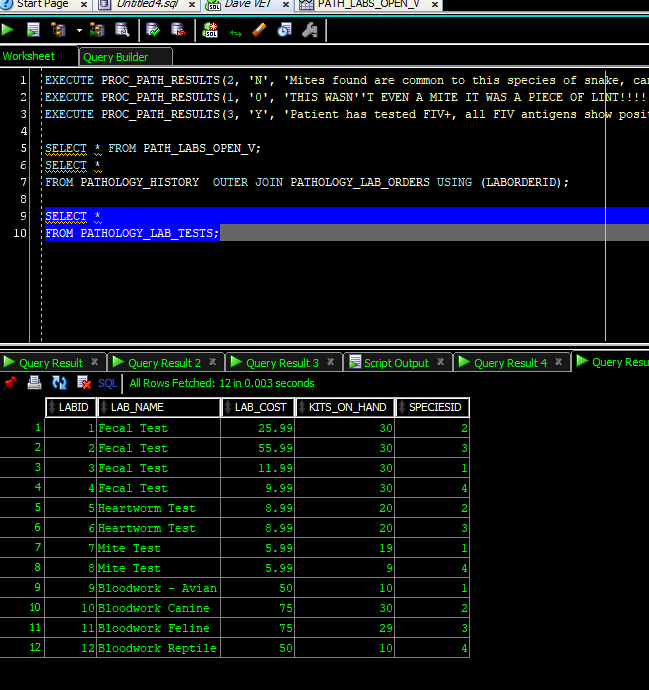 Start Page
Untitled4.sql
Dave VET
PATH_LABS_OPEN_V
Worksheet Query Builder
1 EXECUTE PROC_PATH_RESULTS(2, 'N', 'Mites found are common to this species of snake, ca
2 EXECUTE PROC_PATH_RESULTS(1, '0', 'THIS WASN''T EVEN A MITE IT WAS A PIECE OF LINT!!!!
3 EXECUTE PROC_PATH_RESULTS(3, 'Y', 'Patient has tested FIV+, all FIV antigens show posi
4
5 SELECT * FROM PATH_LABS_OPEN_V;
6 SELECT *
7 FROM PATHOLOGY_HISTORY  OUTER JOIN PATHOLOGY_LAB_ORDERS USING (LABORDERID);
8
9 SELECT *
10 FROM PATHOLOGY_LAB_TESTS;
Query Result Query Result 2 Query Result 3 Script Output Query Result 4 Query Resu
SQL All Rows Fetched: 12 in 0.003 seconds
LABID LAB_NAME LAB_COST KITS_ON_HAND SPECIESID
1 1 Fecal Test 25.99 30 2
2 2 Fecal Test 55.99 30 3
3 3 Fecal Test 11.99 30 1
4 4 Fecal Test 9.99 30 4
5 5 Heartworm Test 8.99 20 2
6 6 Heartworm Test 8.99 20 3
7 7 Mite Test 5.99 19 1
8 8 Mite Test 5.99 9 4
9 9 Bloodwork - Avian 50 10 1
10 10 Bloodwork Canine 75 30 2
11 11 Bloodwork Feline 75 29 3
12 12 Bloodwork Reptile 50 10 4